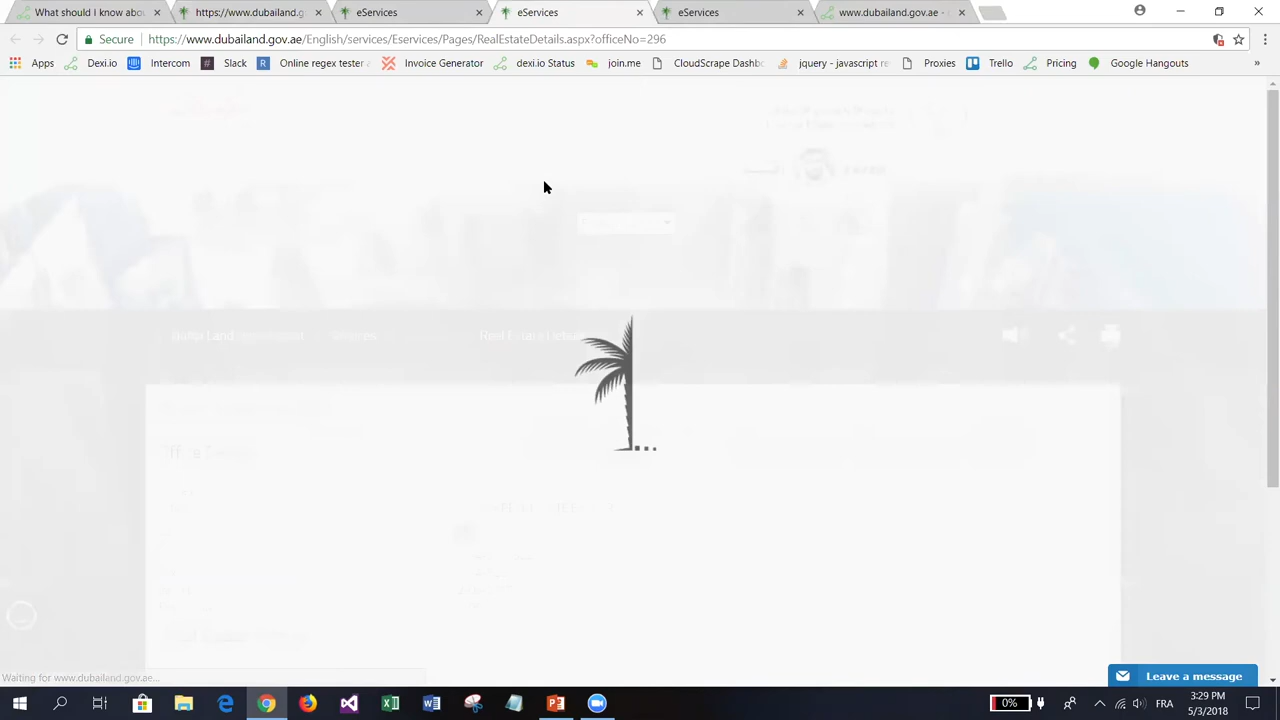 What should I know abou
https://www.dubailand.g
eServices
eServices
eServices
www.dubailand.gov.ae -
Secure
https://www.dubailand.gov.ae/English/services/Eservices/Pages/RealEstateDetails.aspx?officeNo=296
Apps
Dexi.io
Intercom
Slack
Online regex tester
Invoice Generator
dexi.io Status
join.me
CloudScrape Dashb
jquery - javascript re
Proxies
Trello
Pricing
Google Hangouts
»
Waiting for www.dubailand.gov.ae...
Leave a message
0%
FRA
3:29 PM
5/3/2018